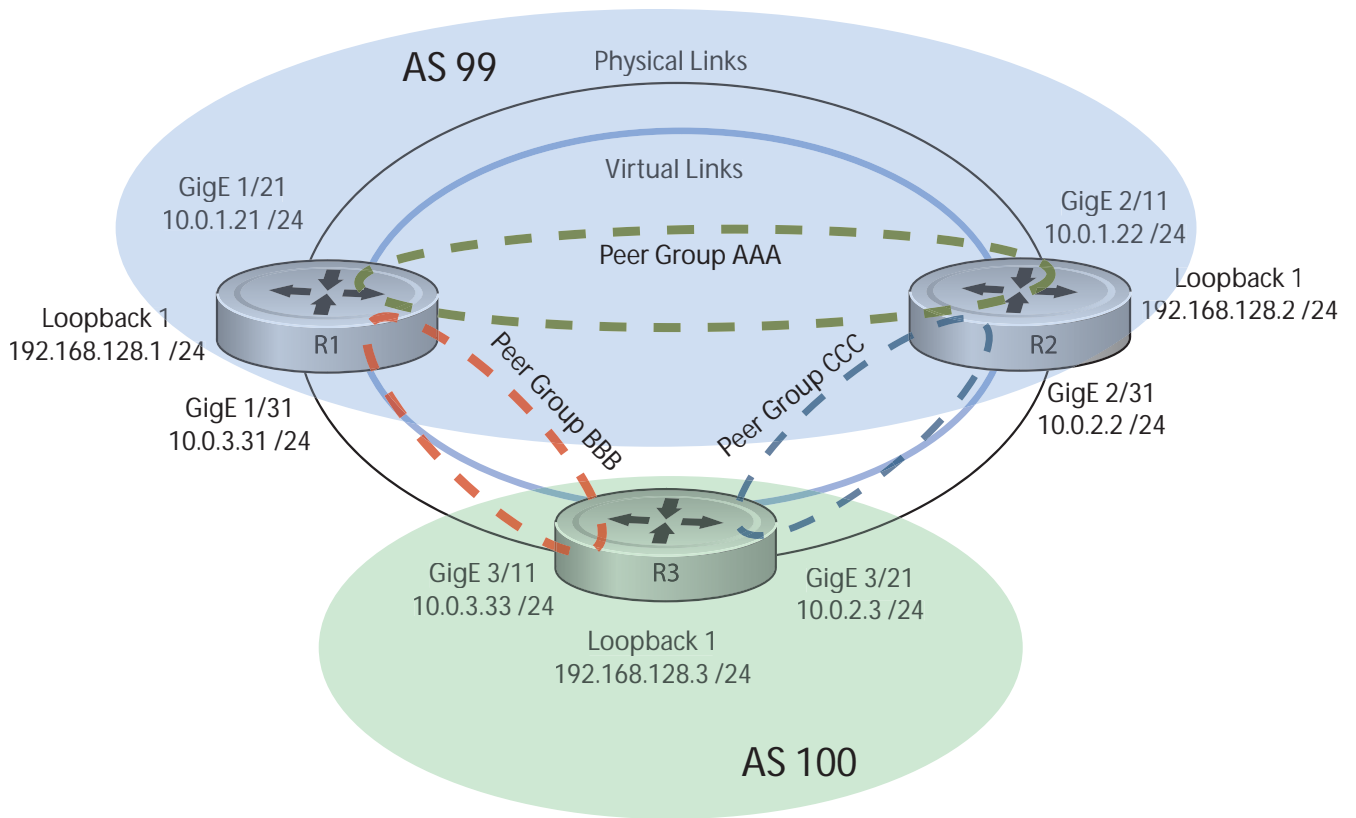 AS 99
Physical Links
Virtual Links
GigE 1/21
10.0.1.21 /24
GigE 2/11
10.0.1.22 /24
Peer Group AAA
Loopback 1
192.168.128.1 /24
R1
R2
Loopback 1
192.168.128.2 /24
GigE 1/31
10.0.3.31 /24
Peer Group BBB
Peer Group CCC
GigE 2/31
10.0.2.2 /24
GigE 3/11
10.0.3.33 /24
R3
GigE 3/21
10.0.2.3 /24
Loopback 1
192.168.128.3 /24
AS 100